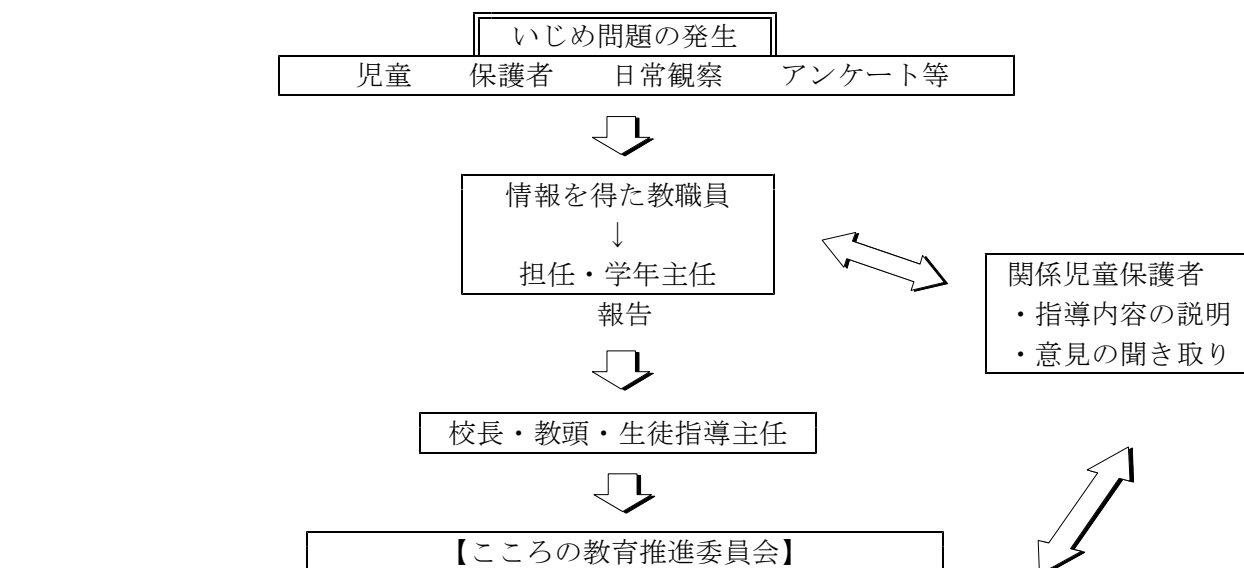 いじめ問題の発生
児童　保護者　日常観察　アンケート等
情報を得た教職員
↓
担任・学年主任
報告
関係児童保護者
・指導内容の説明
・意見の聞き取り
校長・教頭・生徒指導主任
【こころの教育推進委員会】